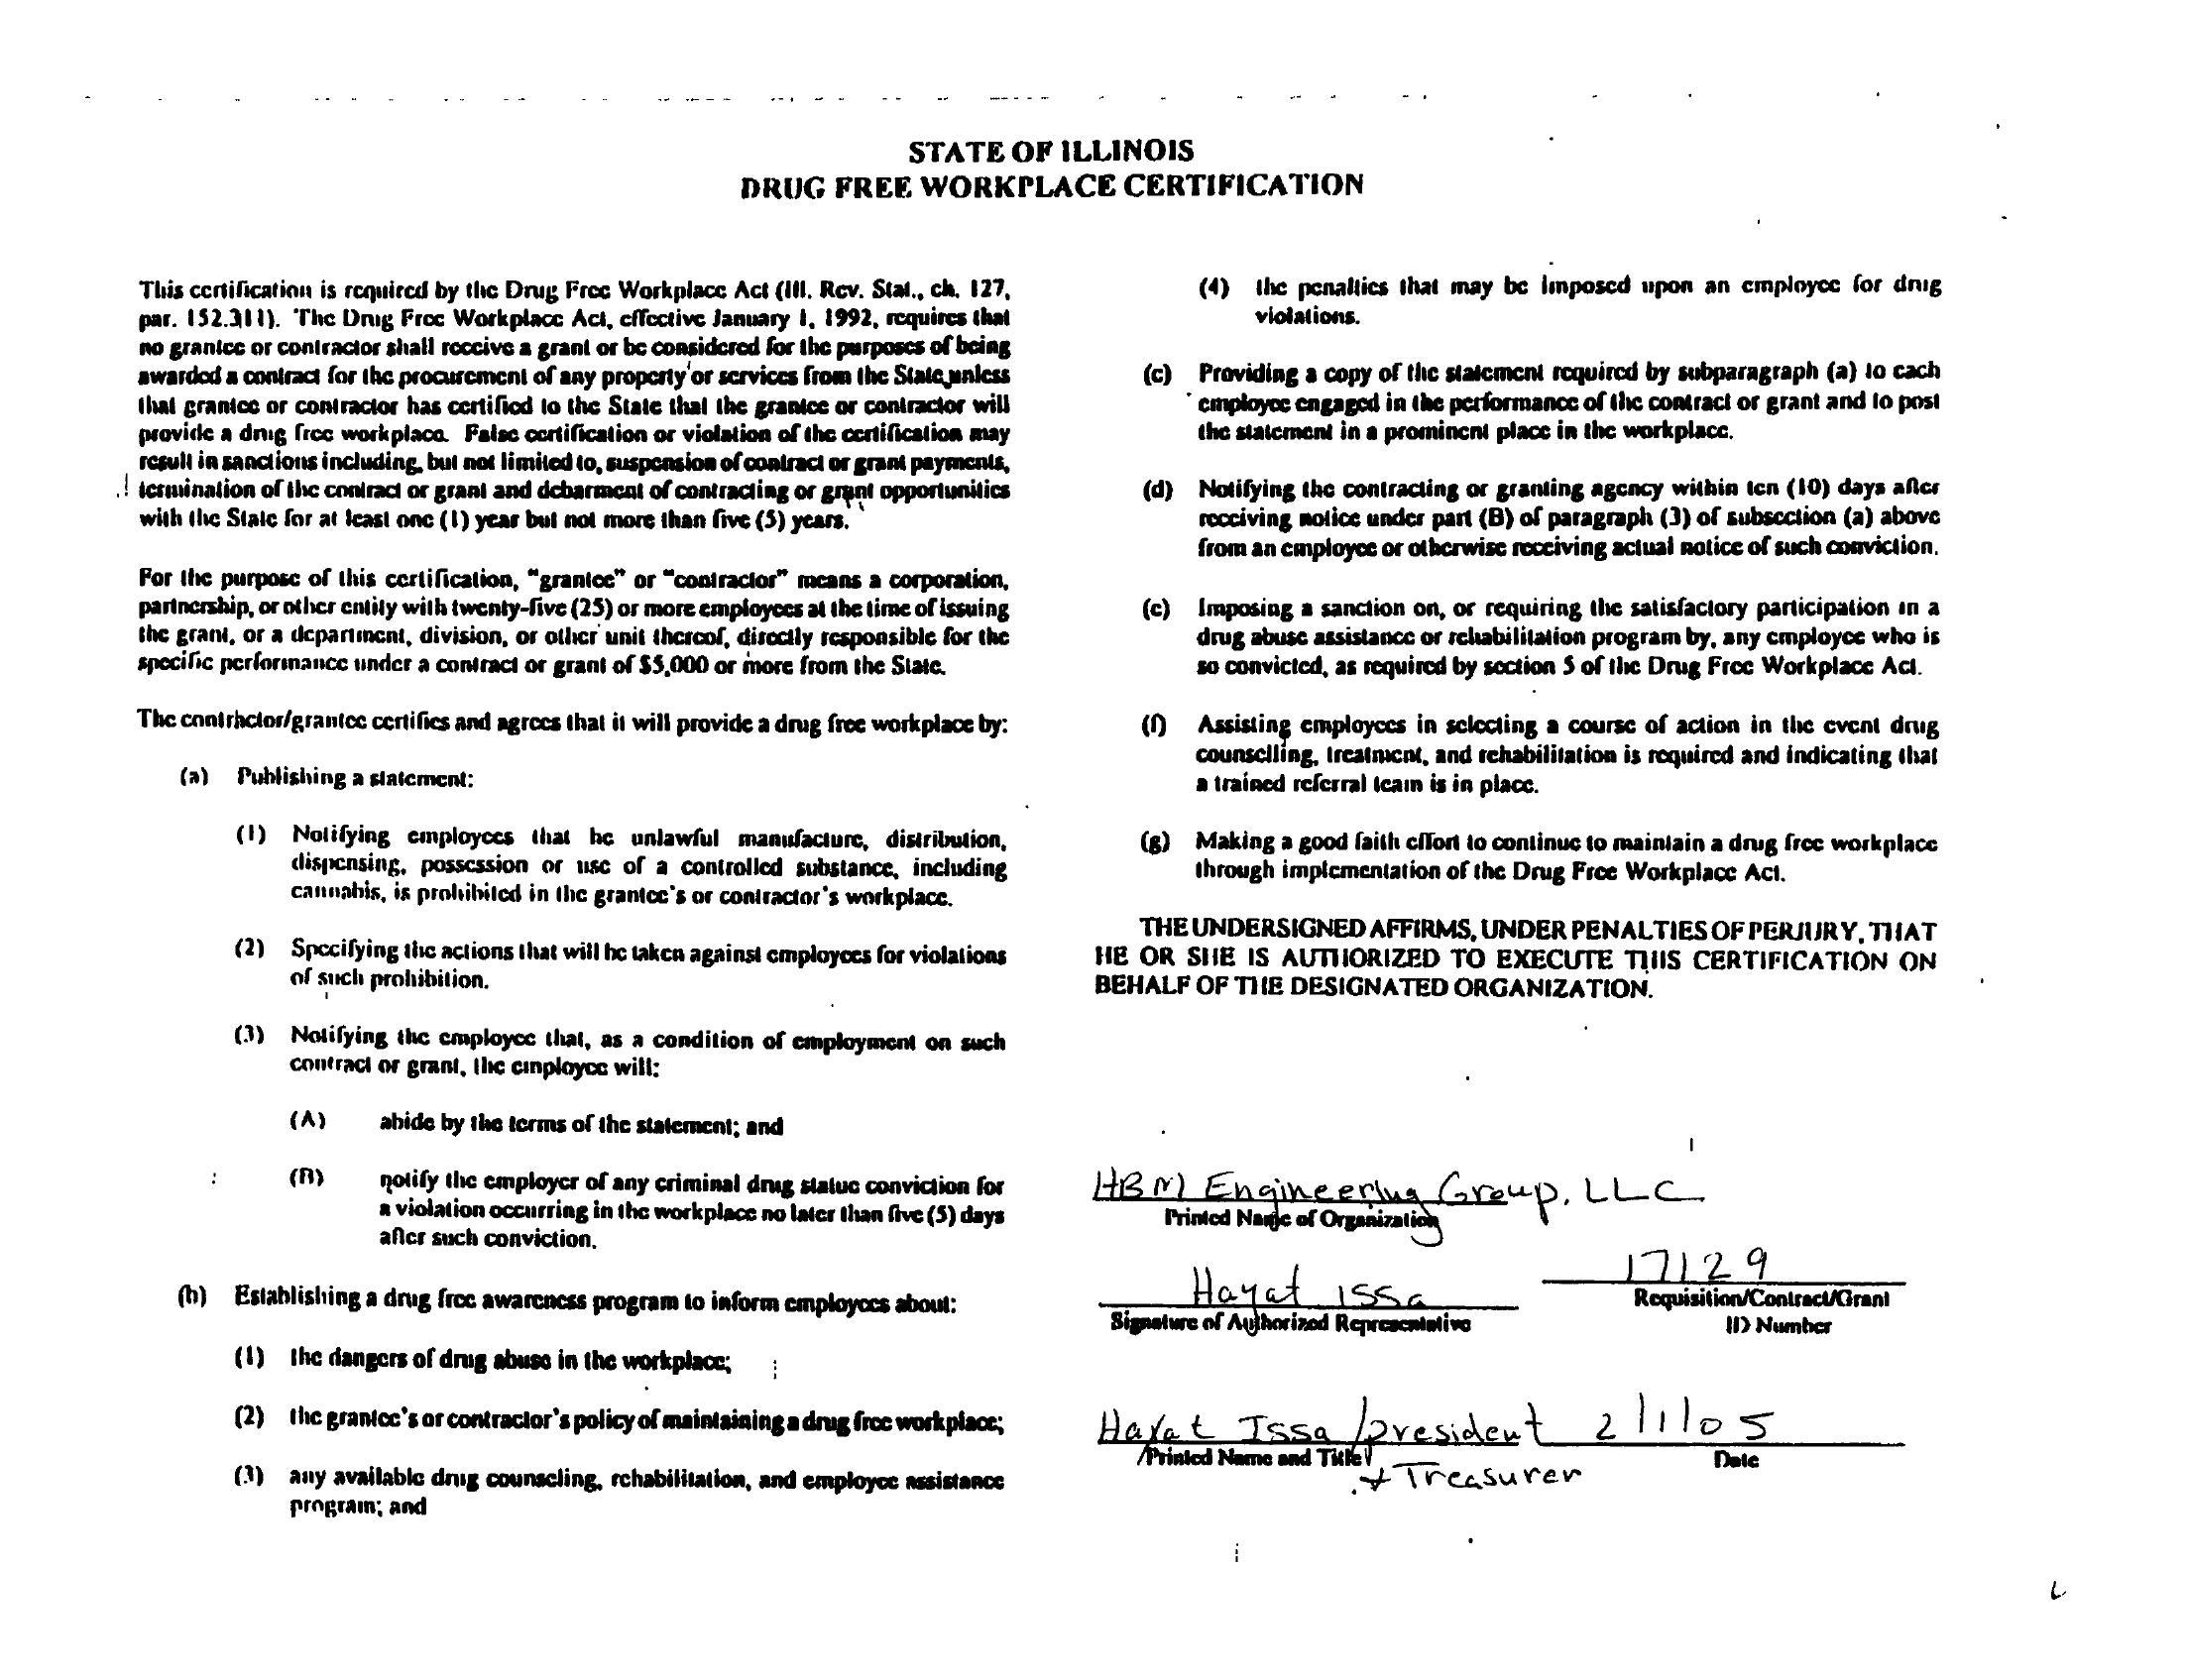 STATE OF ILLINOIS
DRUG FREE WORKPLACE CERTIFICATION
This certification is required by the Drug Free Workplace Act (Ill. Rev. Stat., ch. 127,
par. 152.311). The Drug Free Workplace Act, effective January 1, 1992, requires that
no grantee or contractor shall receive a grant or be considered for the purposes of being
awarded a contract for the procurement of any property or services from the State unless
that grantee or contractor has certified to the State that the grantee or contractor will
provide a drug free workplace. False certification or violation of the certification may
result in sanctions including, but not limited to, suspension of contract or grant payments,
termination of the contract or grant and debarment of contracting or grant opportunities
with the State for at least one (1) year but not more than five (5) years.
For the purpose of this certification, "grantee" or "contractor" means a corporation,
partnership, or other entity with twenty-five (25) or more employees at the time of issuing
the grant, or a department, division, or other unit thereof, directly responsible for the
specific performance under a contract or grant of $5,000 or more from the State.
The contractor/grantee certifies and agrees that it will provide a drug free workplace by:
(a) Publishing a statement:
(1) Notifying employees that he unlawful manufacture, distribution,
dispensing, possession or use of a controlled substance, including
cannabis, is prohibited in the grantee's or contractor's workplace.
(2) Specifying the actions that will be taken against employees for violations
of such prohibition.
(3) Notifying the employee that, as a condition of employment on such
contract or grant, the employee will:
(A) abide by the terms of the statement; and
(B) notify the employer of any criminal drug statue conviction for
a violation occurring in the workplace no later than five (5) days
after such conviction.
(b) Establishing a drug free awareness program to inform employees about:
(1) the dangers of drug abuse in the workplace;
(2) the grantee's or contractor's policy of maintaining a drug free workplace;
(3) any available drug counseling, rehabilitation, and employee assistance
program; and
(4) the penalties that may be imposed upon an employee for drug
violations.
(c) Providing a copy of the statement required by subparagraph (a) to each
employee engaged in the performance of the contract or grant and to post
the statement in a prominent place in the workplace.
(d) Notifying the contracting or granting agency within ten (10) days after
receiving notice under part (B) of paragraph (3) of subsection (a) above
from an employee or otherwise receiving actual notice of such conviction.
(e) Imposing a sanction on, or requiring the satisfactory participation in a
drug abuse assistance or rehabilitation program by, any employee who is
so convicted, as required by section 5 of the Drug Free Workplace Act.
(f) Assisting employees in selecting a course of action in the event drug
counselling, treatment, and rehabilitation is required and indicating that
a trained referral team is in place.
(g) Making a good faith effort to continue to maintain a drug free workplace
through implementation of the Drug Free Workplace Act.
THE UNDERSIGNED AFFIRMS, UNDER PENALTIES OF PERJURY, THAT
HE OR SHE IS AUTHORIZED TO EXECUTE THIS CERTIFICATION ON
BEHALF OF THE DESIGNATED ORGANIZATION.
HBM Engineering Group, LLC
Printed Name of Organization
Hayat Issa 17129
Signature of Authorized Representative Requisition/Contract/Grant
ID Number
Hayat Issa/president 2/1/05
Printed Name and Title Date
+ Treasurer